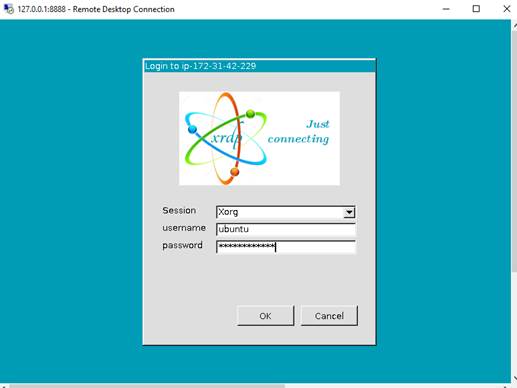 127.0.0.1:8888 - Remote Desktop Connection
Login to ip-172-31-42-229
xrdp
Just
connecting
Session Xorg
username ubuntu
password ************
OK Cancel